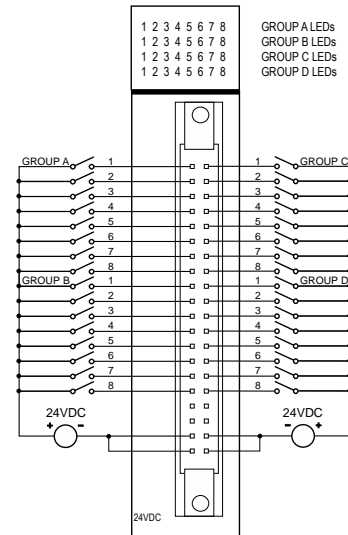 1 2 3 4 5 6 7 8 GROUP A LEDs
1 2 3 4 5 6 7 8 GROUP B LEDs
1 2 3 4 5 6 7 8 GROUP C LEDs
1 2 3 4 5 6 7 8 GROUP D LEDs
GROUP A 1 1 GROUP C
2 2
3 3
4 4
5 5
6 6
7 7
8 8
GROUP B 1 1 GROUP D
2 2
3 3
4 4
5 5
6 6
7 7
8 8
24VDC 24VDC
+ - - +
24VDC